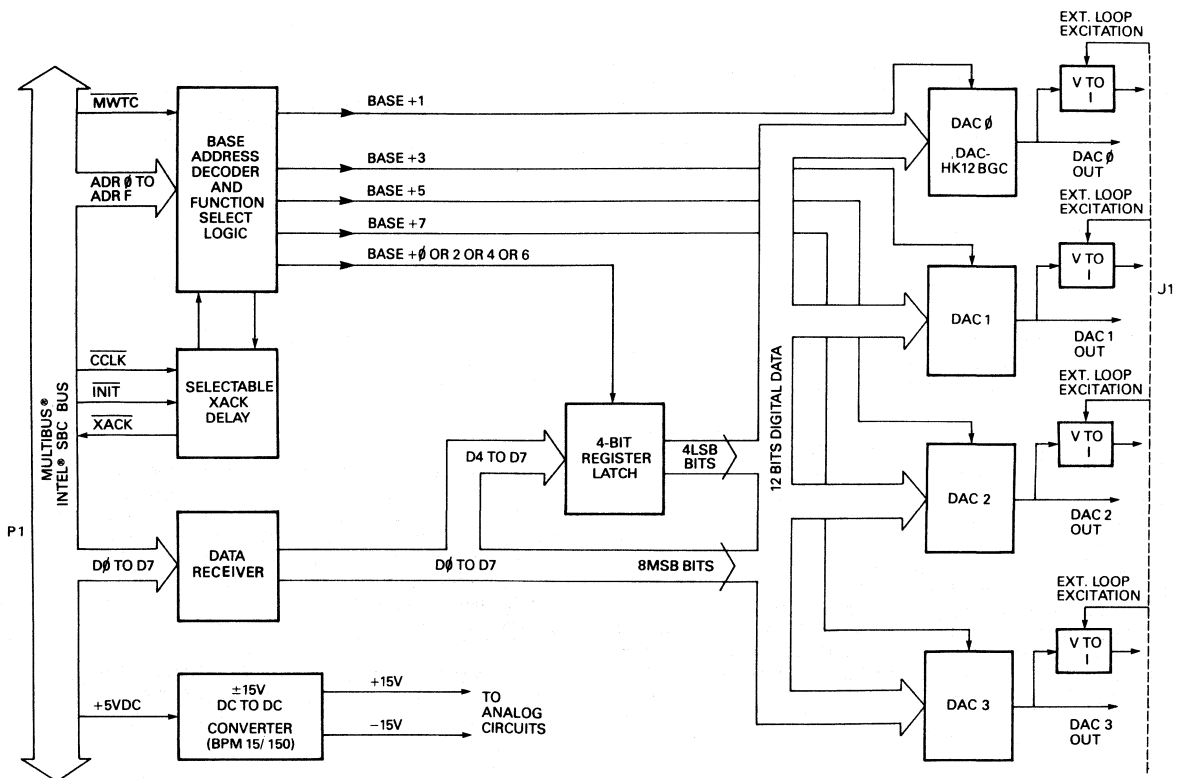 EXT. LOOP
EXCITATION
V TO
I
MWTC
BASE
ADDRESS
DECODER
AND
FUNCTION
SELECT
LOGIC
BASE +1
DAC Ø
DAC-
HK12 BGC
DAC Ø
OUT
ADR Ø TO
ADR F
BASE +3
BASE +5
BASE +7
BASE +Ø OR 2 OR 4 OR 6
EXT. LOOP
EXCITATION
V TO
I
DAC 1
DAC 1
OUT
J1
CCLK
INIT
XACK
SELECTABLE
XACK
DELAY
MULTIBUS®
INTEL® SBC BUS
P1
D4 TO D7
4-BIT
REGISTER
LATCH
4LSB
BITS
12 BITS DIGITAL DATA
EXT. LOOP
EXCITATION
V TO
I
DAC 2
DAC 2
OUT
DØ TO D7
DATA
RECEIVER
DØ TO D7
8MSB BITS
EXT. LOOP
EXCITATION
V TO
I
DAC 3
DAC 3
OUT
+5VDC
±15V
DC TO DC
CONVERTER
(BPM 15/150)
+15V
-15V
TO
ANALOG
CIRCUITS